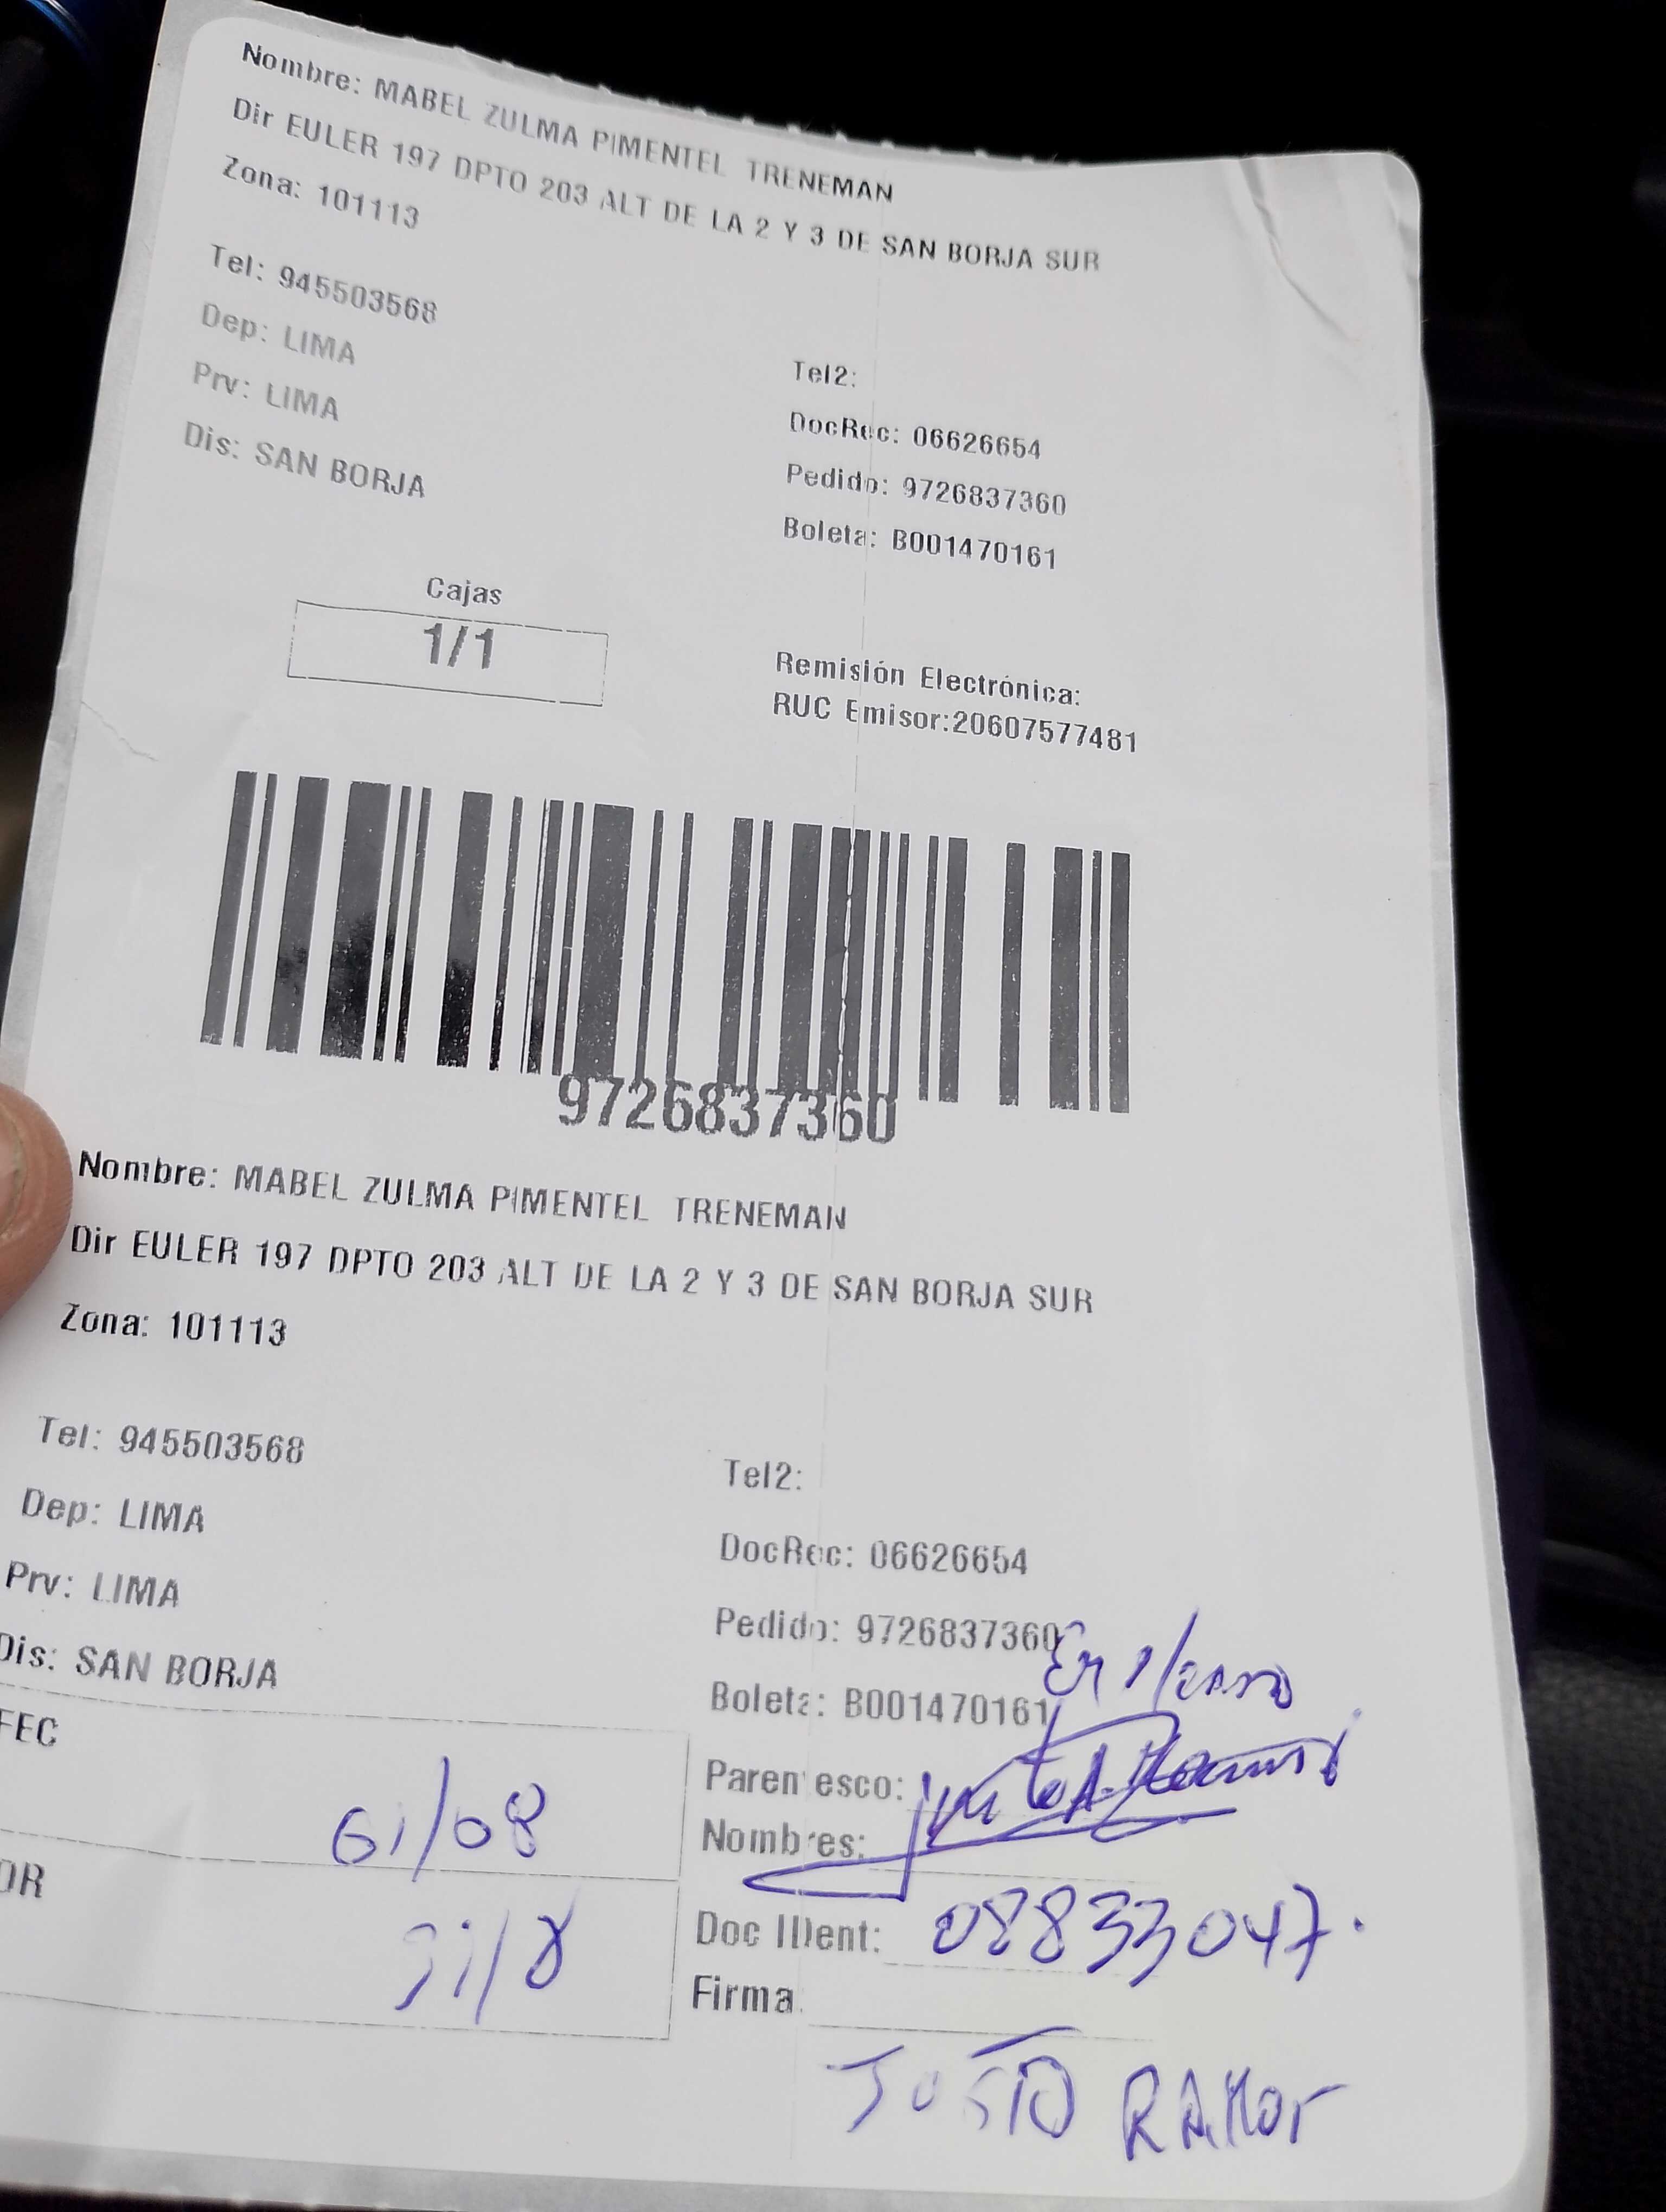 Nombre: MABEL ZULMA PIMENTEL TRENEMAN
Dir EULER 197 DPTO 203 ALT DE LA 2 Y 3 DE SAN BORJA SUR
Zona: 101113
Tel: 945503568
Dep: LIMA
Prv: LIMA
Dis: SAN BORJA
Tel2:
DocRec: 06626654
Pedido: 9726837360
Boleta: B001470161
Cajas
1/1
Remisión Electrónica:
RUC Emisor:20607577481
9726837360
Nombre: MABEL ZULMA PIMENTEL TRENEMAN
Dir EULER 197 DPTO 203 ALT DE LA 2 Y 3 DE SAN BORJA SUR
Zona: 101113
Tel: 945503568
Dep: LIMA
Prv: LIMA
Dis: SAN BORJA
Tel2:
DocRec: 06626654
Pedido: 9726837360
Boleta: B001470161
FEC
01/08
OR
Parentesco:
Nombres:
Doc IDent: 08833047.
Firma
JUSTO RAMOS